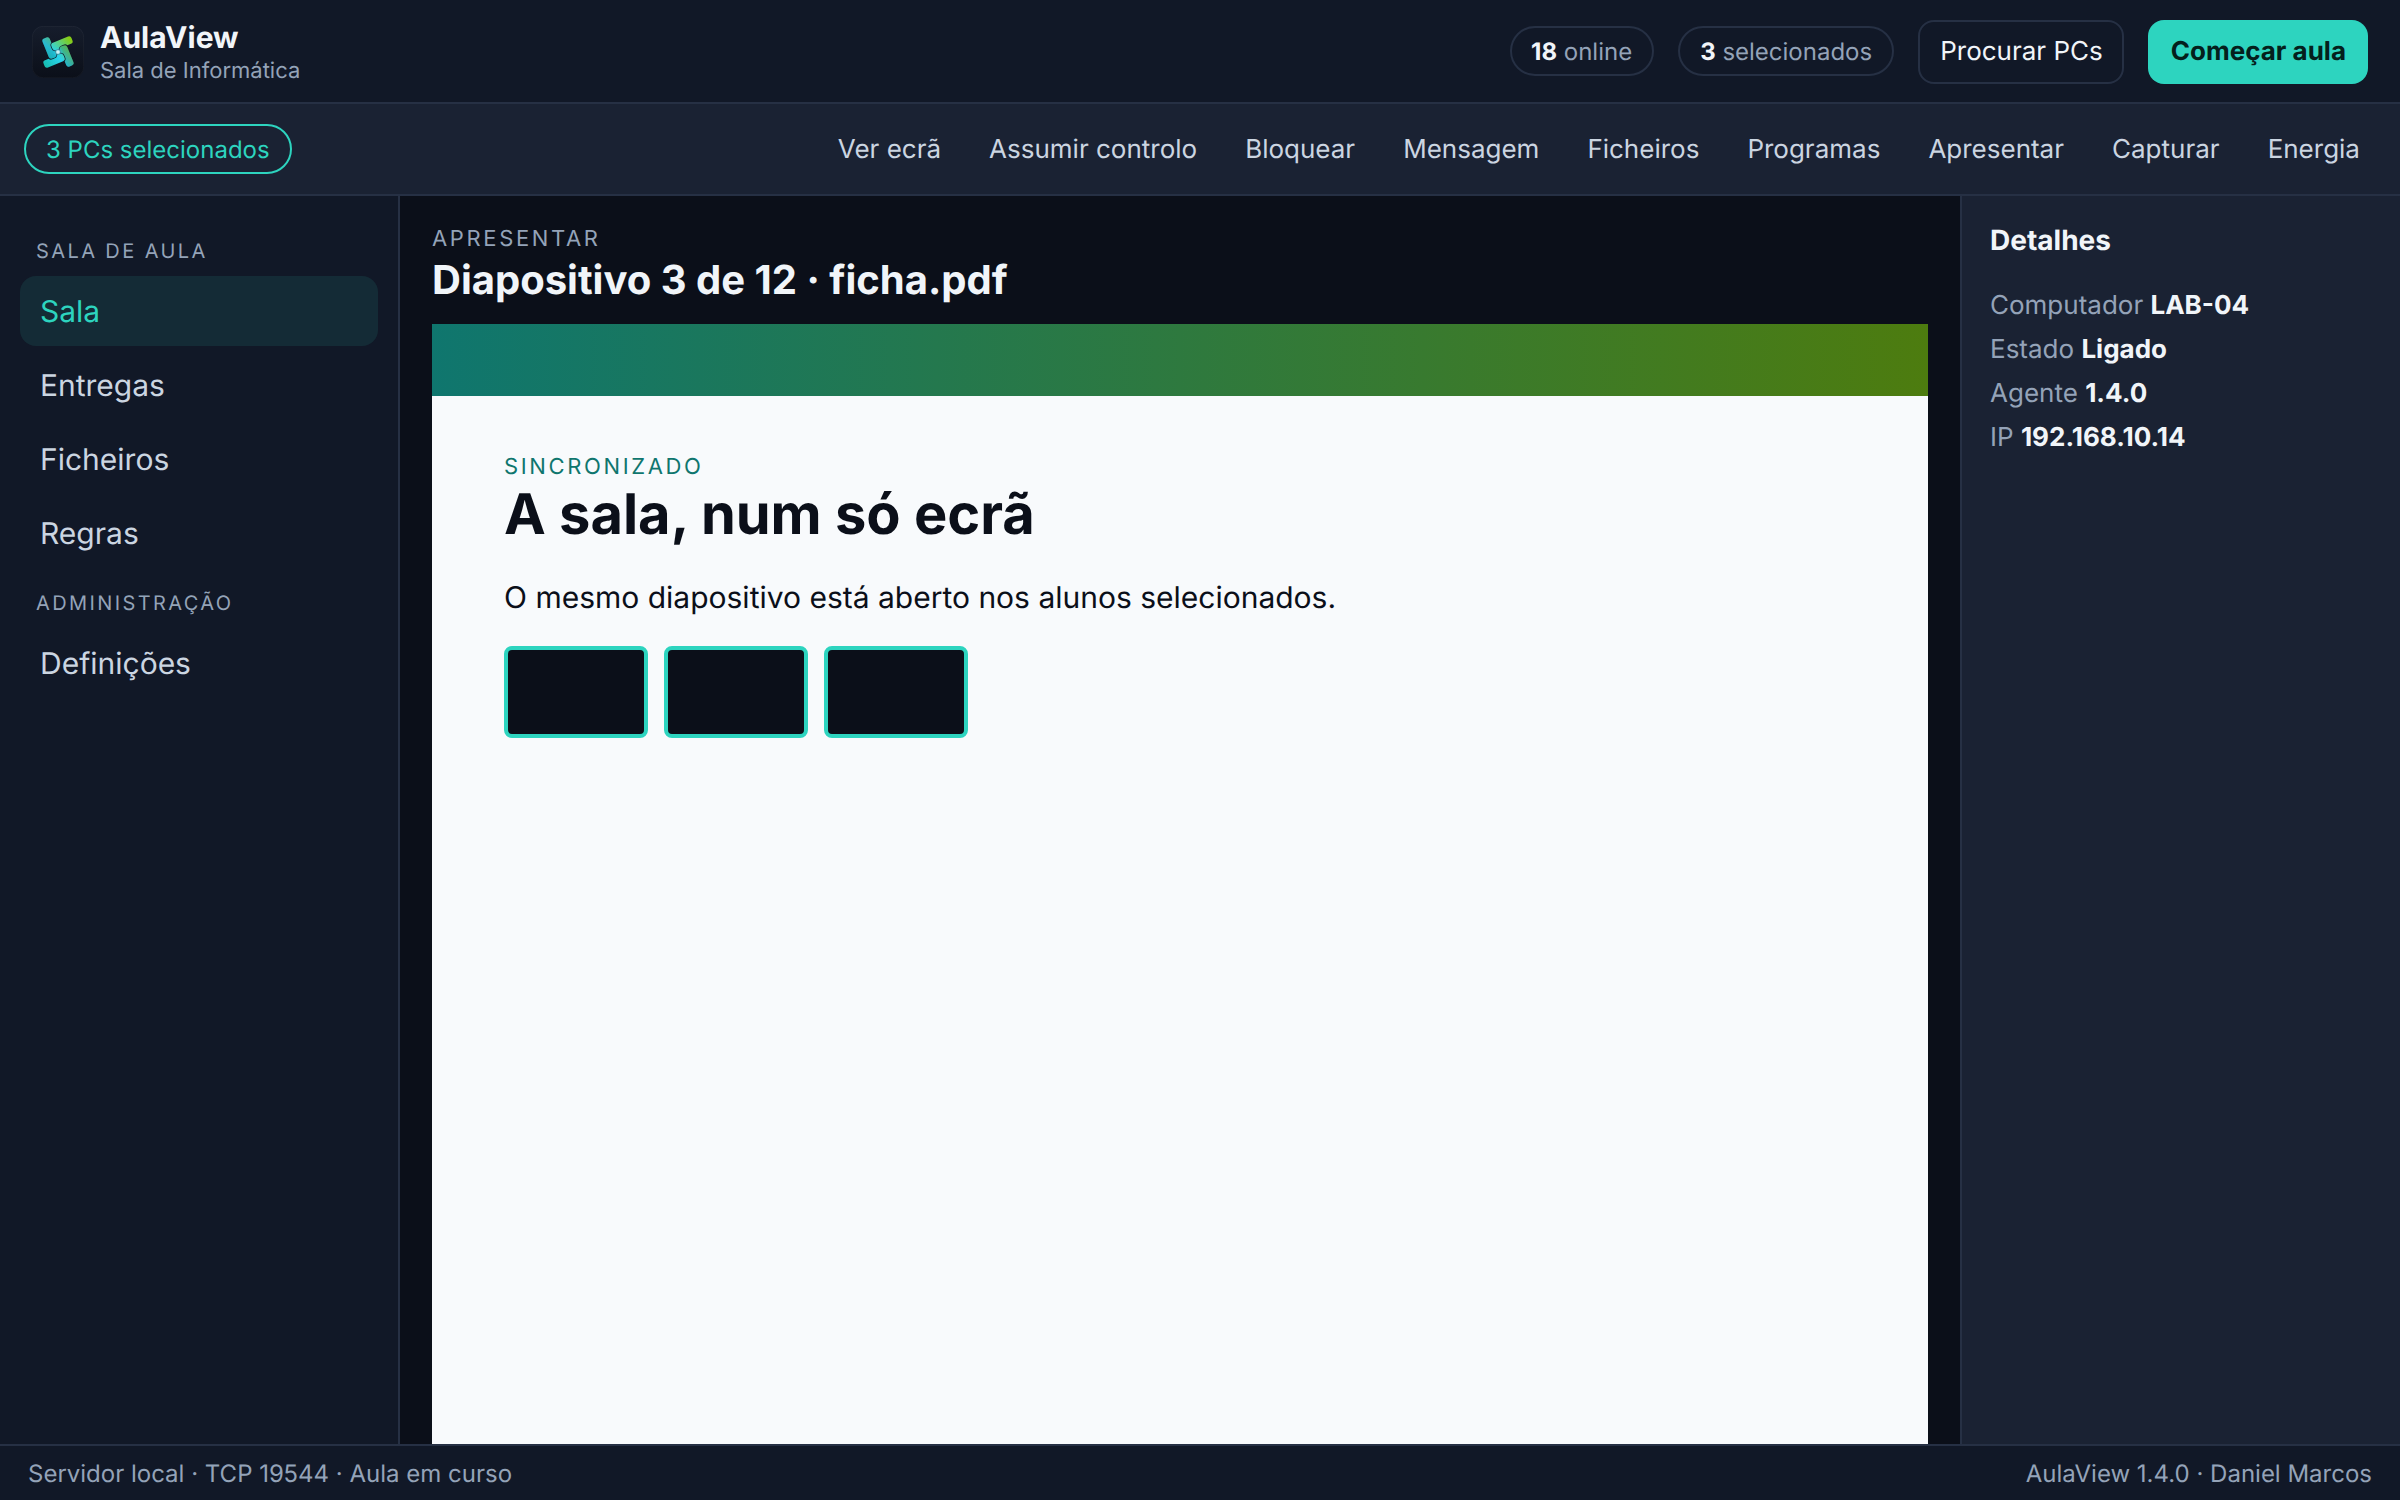 AulaView
Sala de Informática
18 online
3 selecionados
Procurar PCs
Começar aula
3 PCs selecionados
Ver ecrã
Assumir controlo
Bloquear
Mensagem
Ficheiros
Programas
Apresentar
Capturar
Energia
SALA DE AULA
Sala
Entregas
Ficheiros
Regras
ADMINISTRAÇÃO
Definições
APRESENTAR
Diapositivo 3 de 12 · ficha.pdf
SINCRONIZADO
A sala, num só ecrã
O mesmo diapositivo está aberto nos alunos selecionados.
Detalhes
Computador LAB-04
Estado Ligado
Agente 1.4.0
IP 192.168.10.14
Servidor local · TCP 19544 · Aula em curso
AulaView 1.4.0 · Daniel Marcos